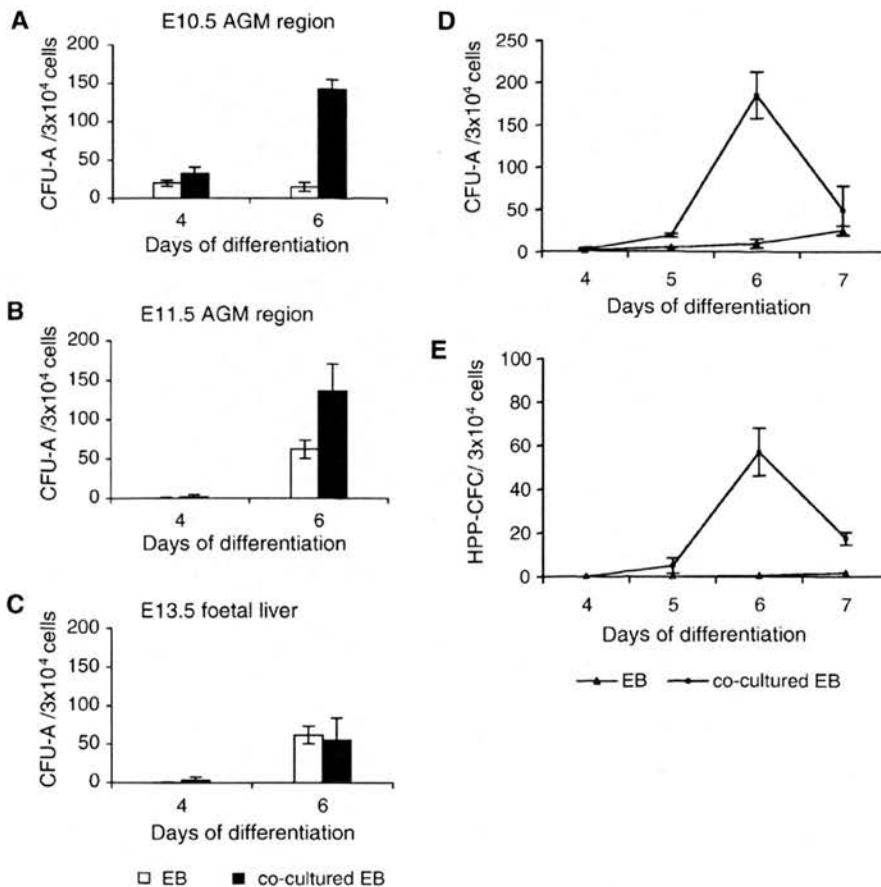 A
E10.5 AGM region
CFU-A /3x10⁴ cells
200
150
100
50
0
4
6
Days of differentiation
B
E11.5 AGM region
CFU-A /3x10⁴ cells
200
150
100
50
0
4
6
Days of differentiation
C
E13.5 foetal liver
CFU-A /3x10⁴ cells
200
150
100
50
0
4
6
Days of differentiation
EB
co-cultured EB
D
CFU-A /3x10⁴ cells
250
200
150
100
50
0
4
5
6
7
Days of differentiation
E
HPP-CFC/ 3x10⁴ cells
100
80
60
40
20
0
4
5
6
7
Days of differentiation
EB
co-cultured EB